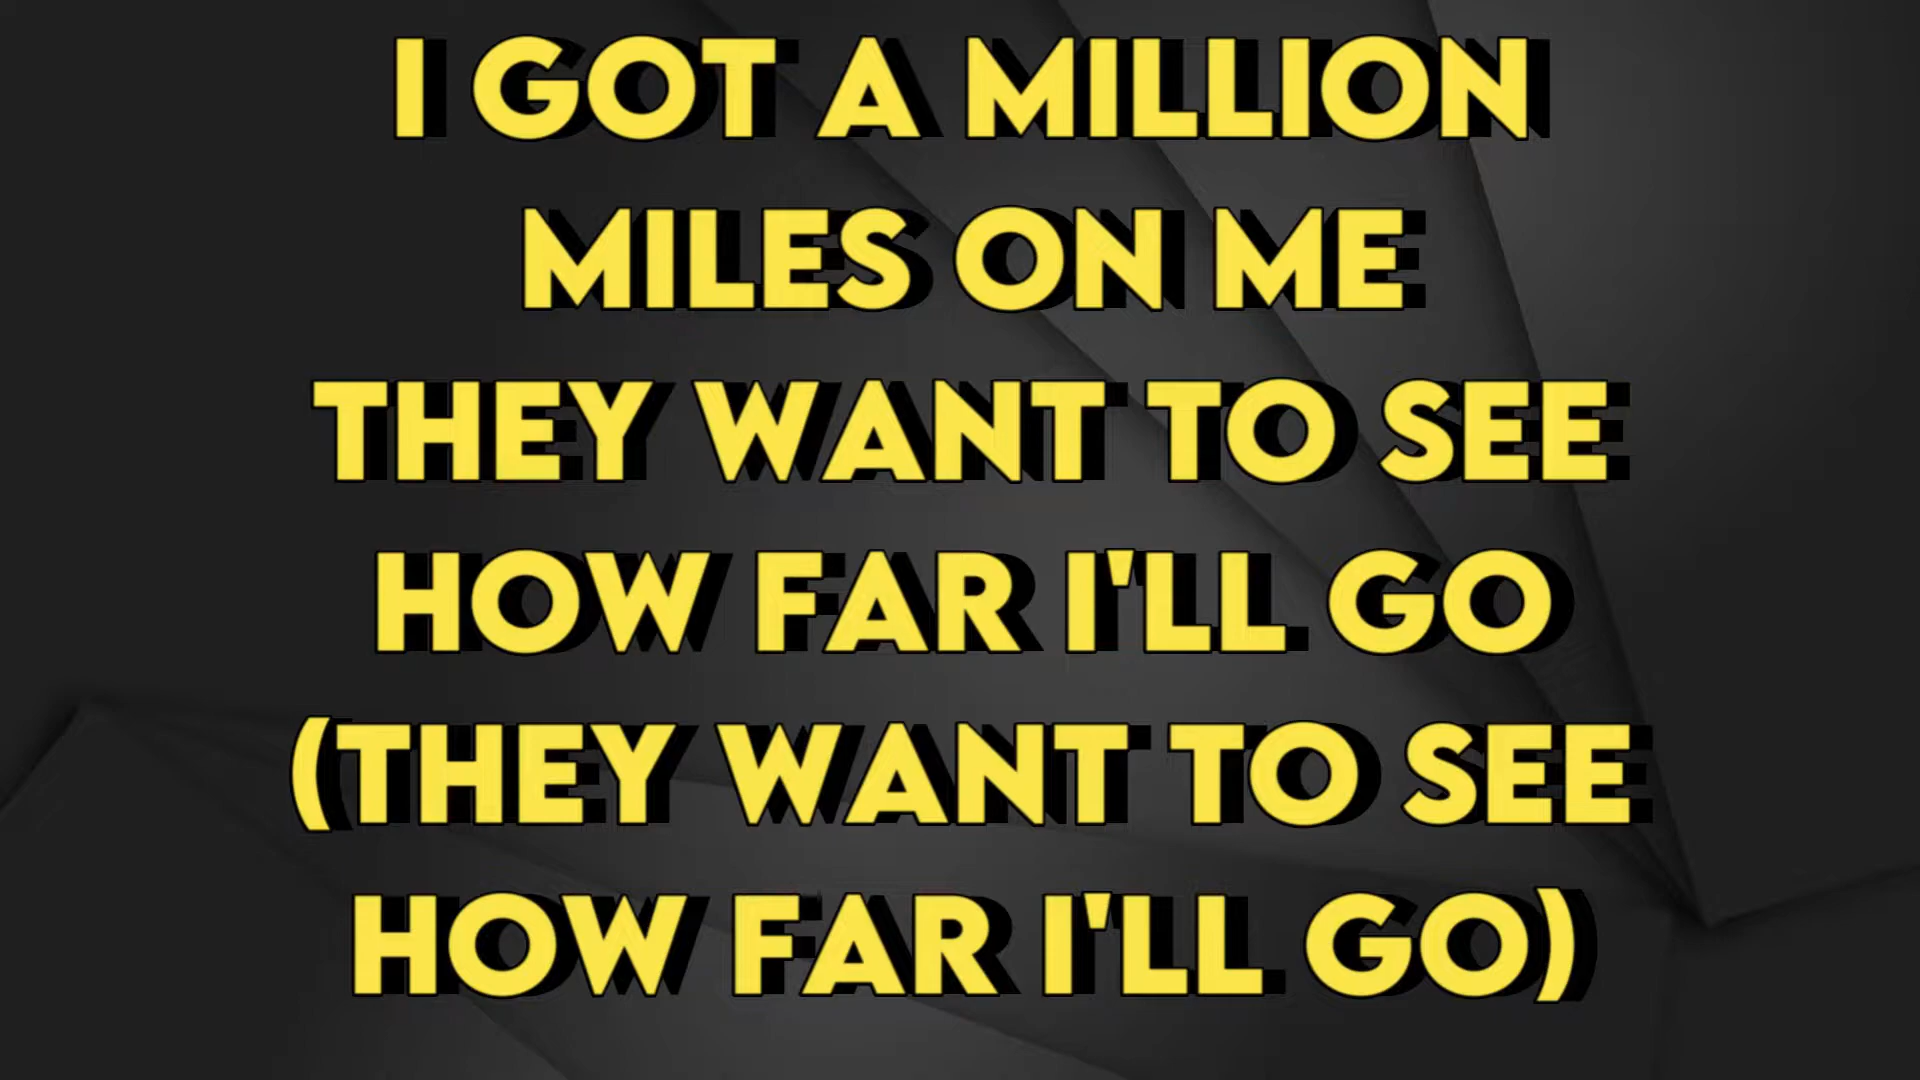 I GOT A MILLION
MILES ON ME
THEY WANT TO SEE
HOW FAR I'LL GO
(THEY WANT TO SEE
HOW FAR I'LL GO)